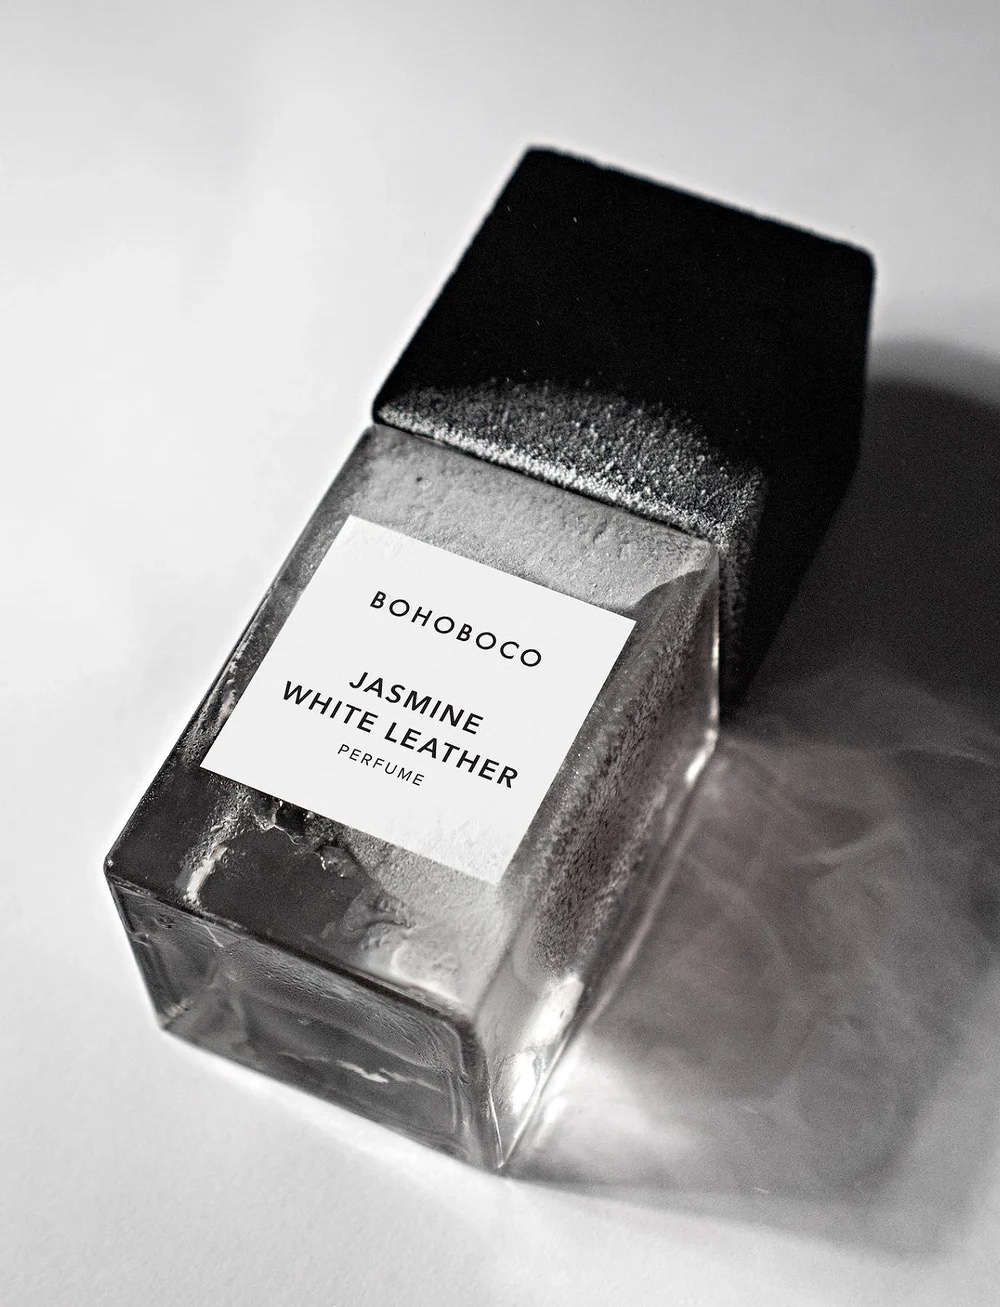 BOHOBOCO
JASMINE
WHITE LEATHER
PERFUME